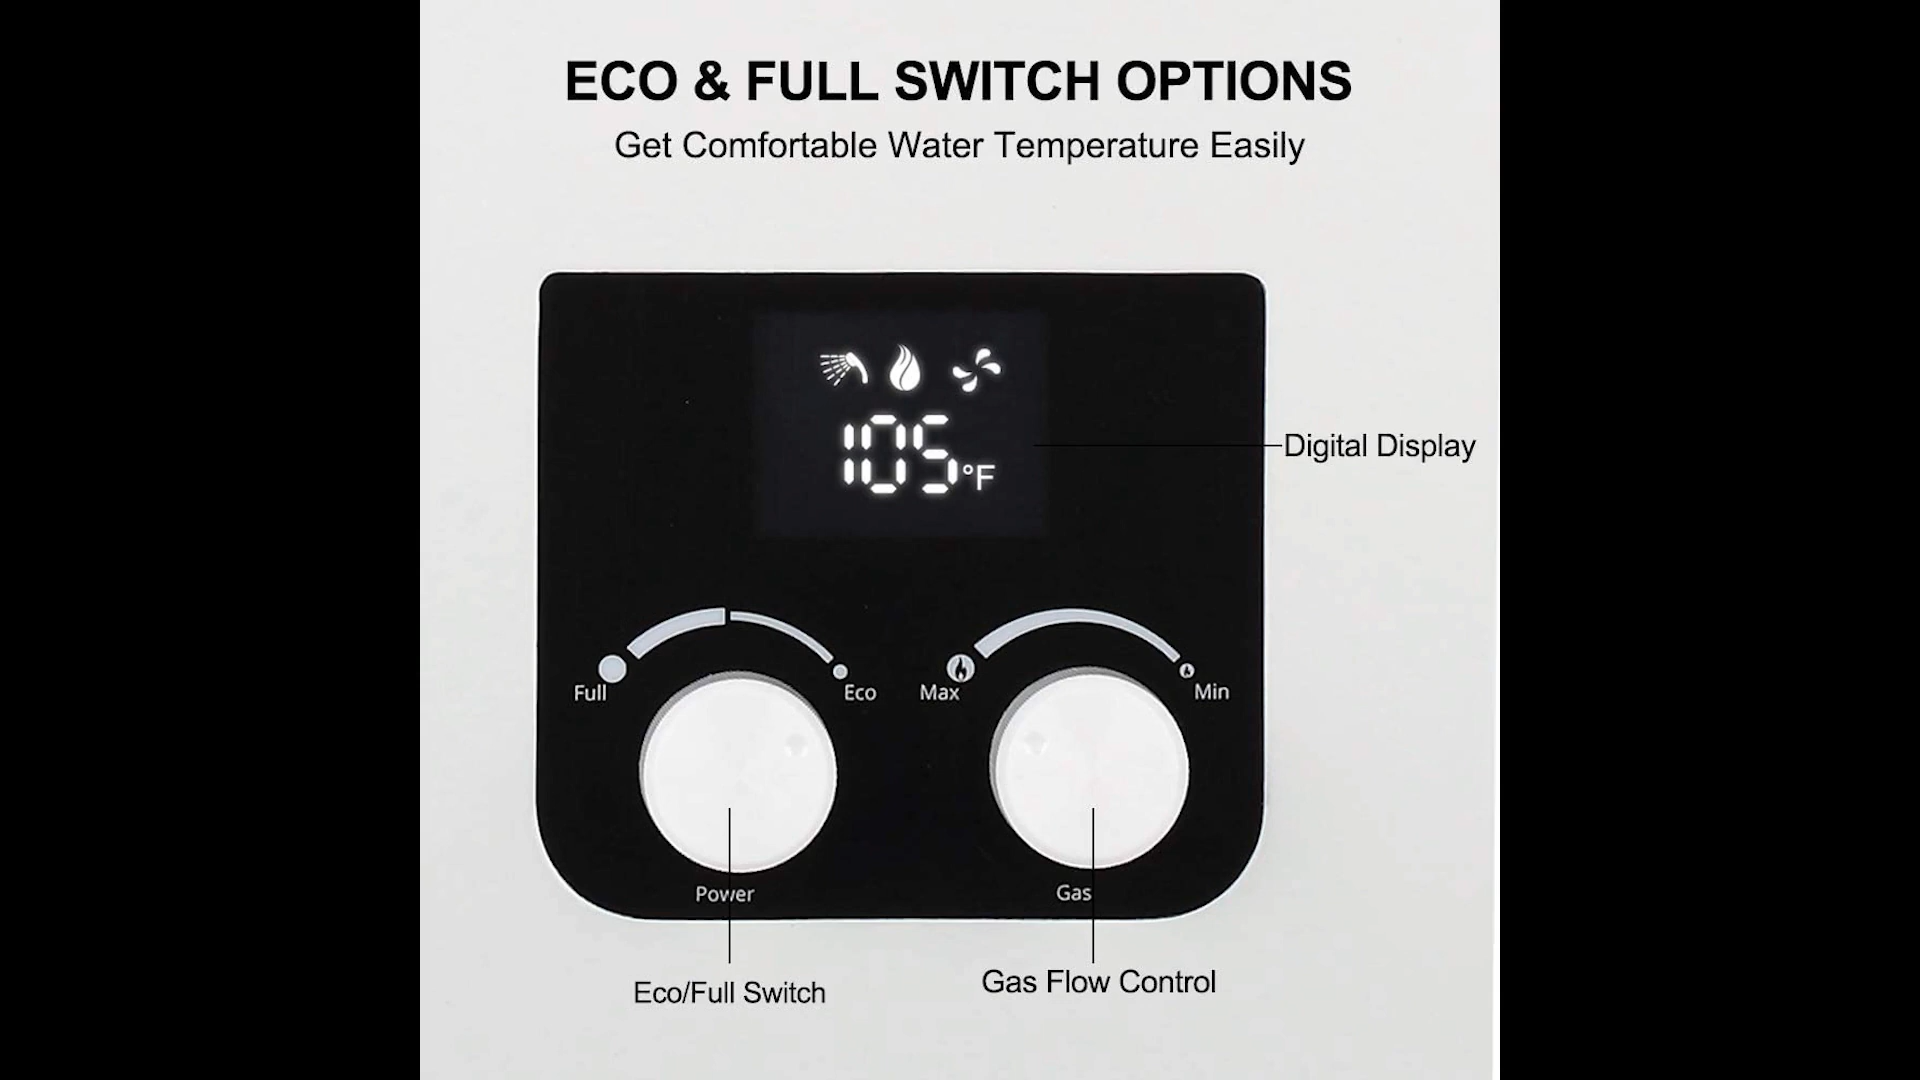 ECO & FULL SWITCH OPTIONS
Get Comfortable Water Temperature Easily
105°F
Digital Display
Full
Eco
Max
Min
Power
Gas
Eco/Full Switch
Gas Flow Control